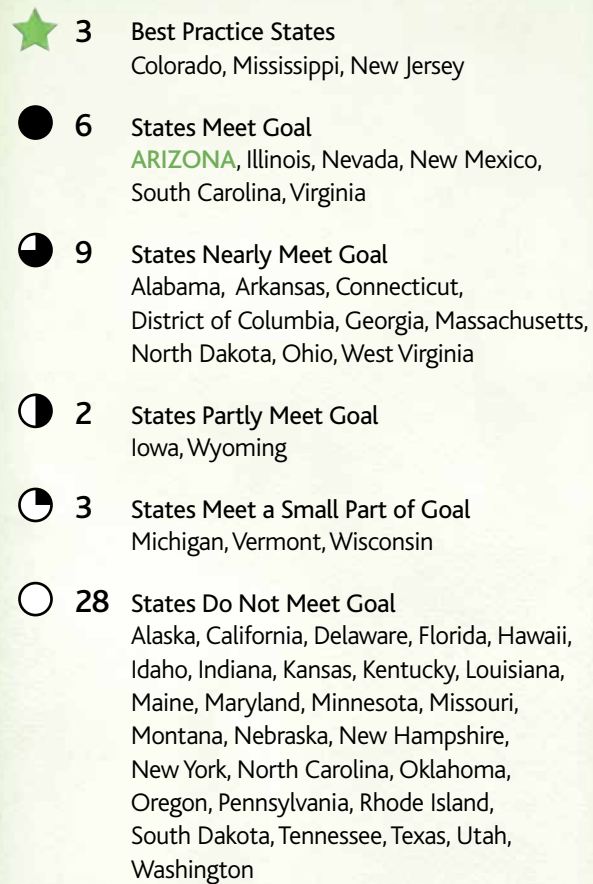 3 Best Practice States
Colorado, Mississippi, New Jersey
6 States Meet Goal
ARIZONA, Illinois, Nevada, New Mexico,
South Carolina, Virginia
9 States Nearly Meet Goal
Alabama, Arkansas, Connecticut,
District of Columbia, Georgia, Massachusetts,
North Dakota, Ohio, West Virginia
2 States Partly Meet Goal
Iowa, Wyoming
3 States Meet a Small Part of Goal
Michigan, Vermont, Wisconsin
28 States Do Not Meet Goal
Alaska, California, Delaware, Florida, Hawaii,
Idaho, Indiana, Kansas, Kentucky, Louisiana,
Maine, Maryland, Minnesota, Missouri,
Montana, Nebraska, New Hampshire,
New York, North Carolina, Oklahoma,
Oregon, Pennsylvania, Rhode Island,
South Dakota, Tennessee, Texas, Utah,
Washington